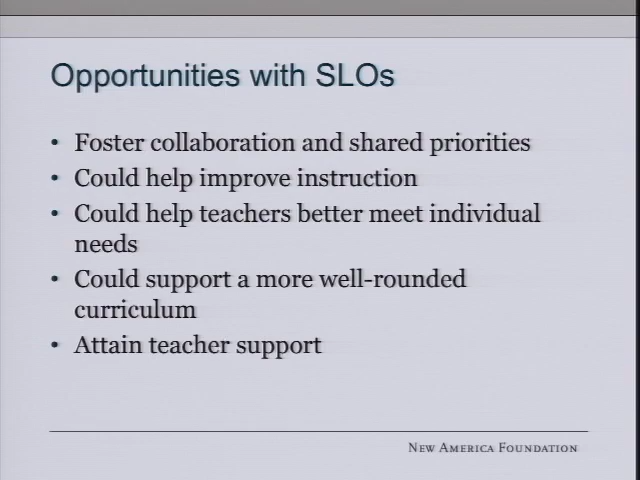 Opportunities with SLOs
• Foster collaboration and shared priorities
• Could help improve instruction
• Could help teachers better meet individual
needs
• Could support a more well-rounded
curriculum
• Attain teacher support
NEW AMERICA FOUNDATION